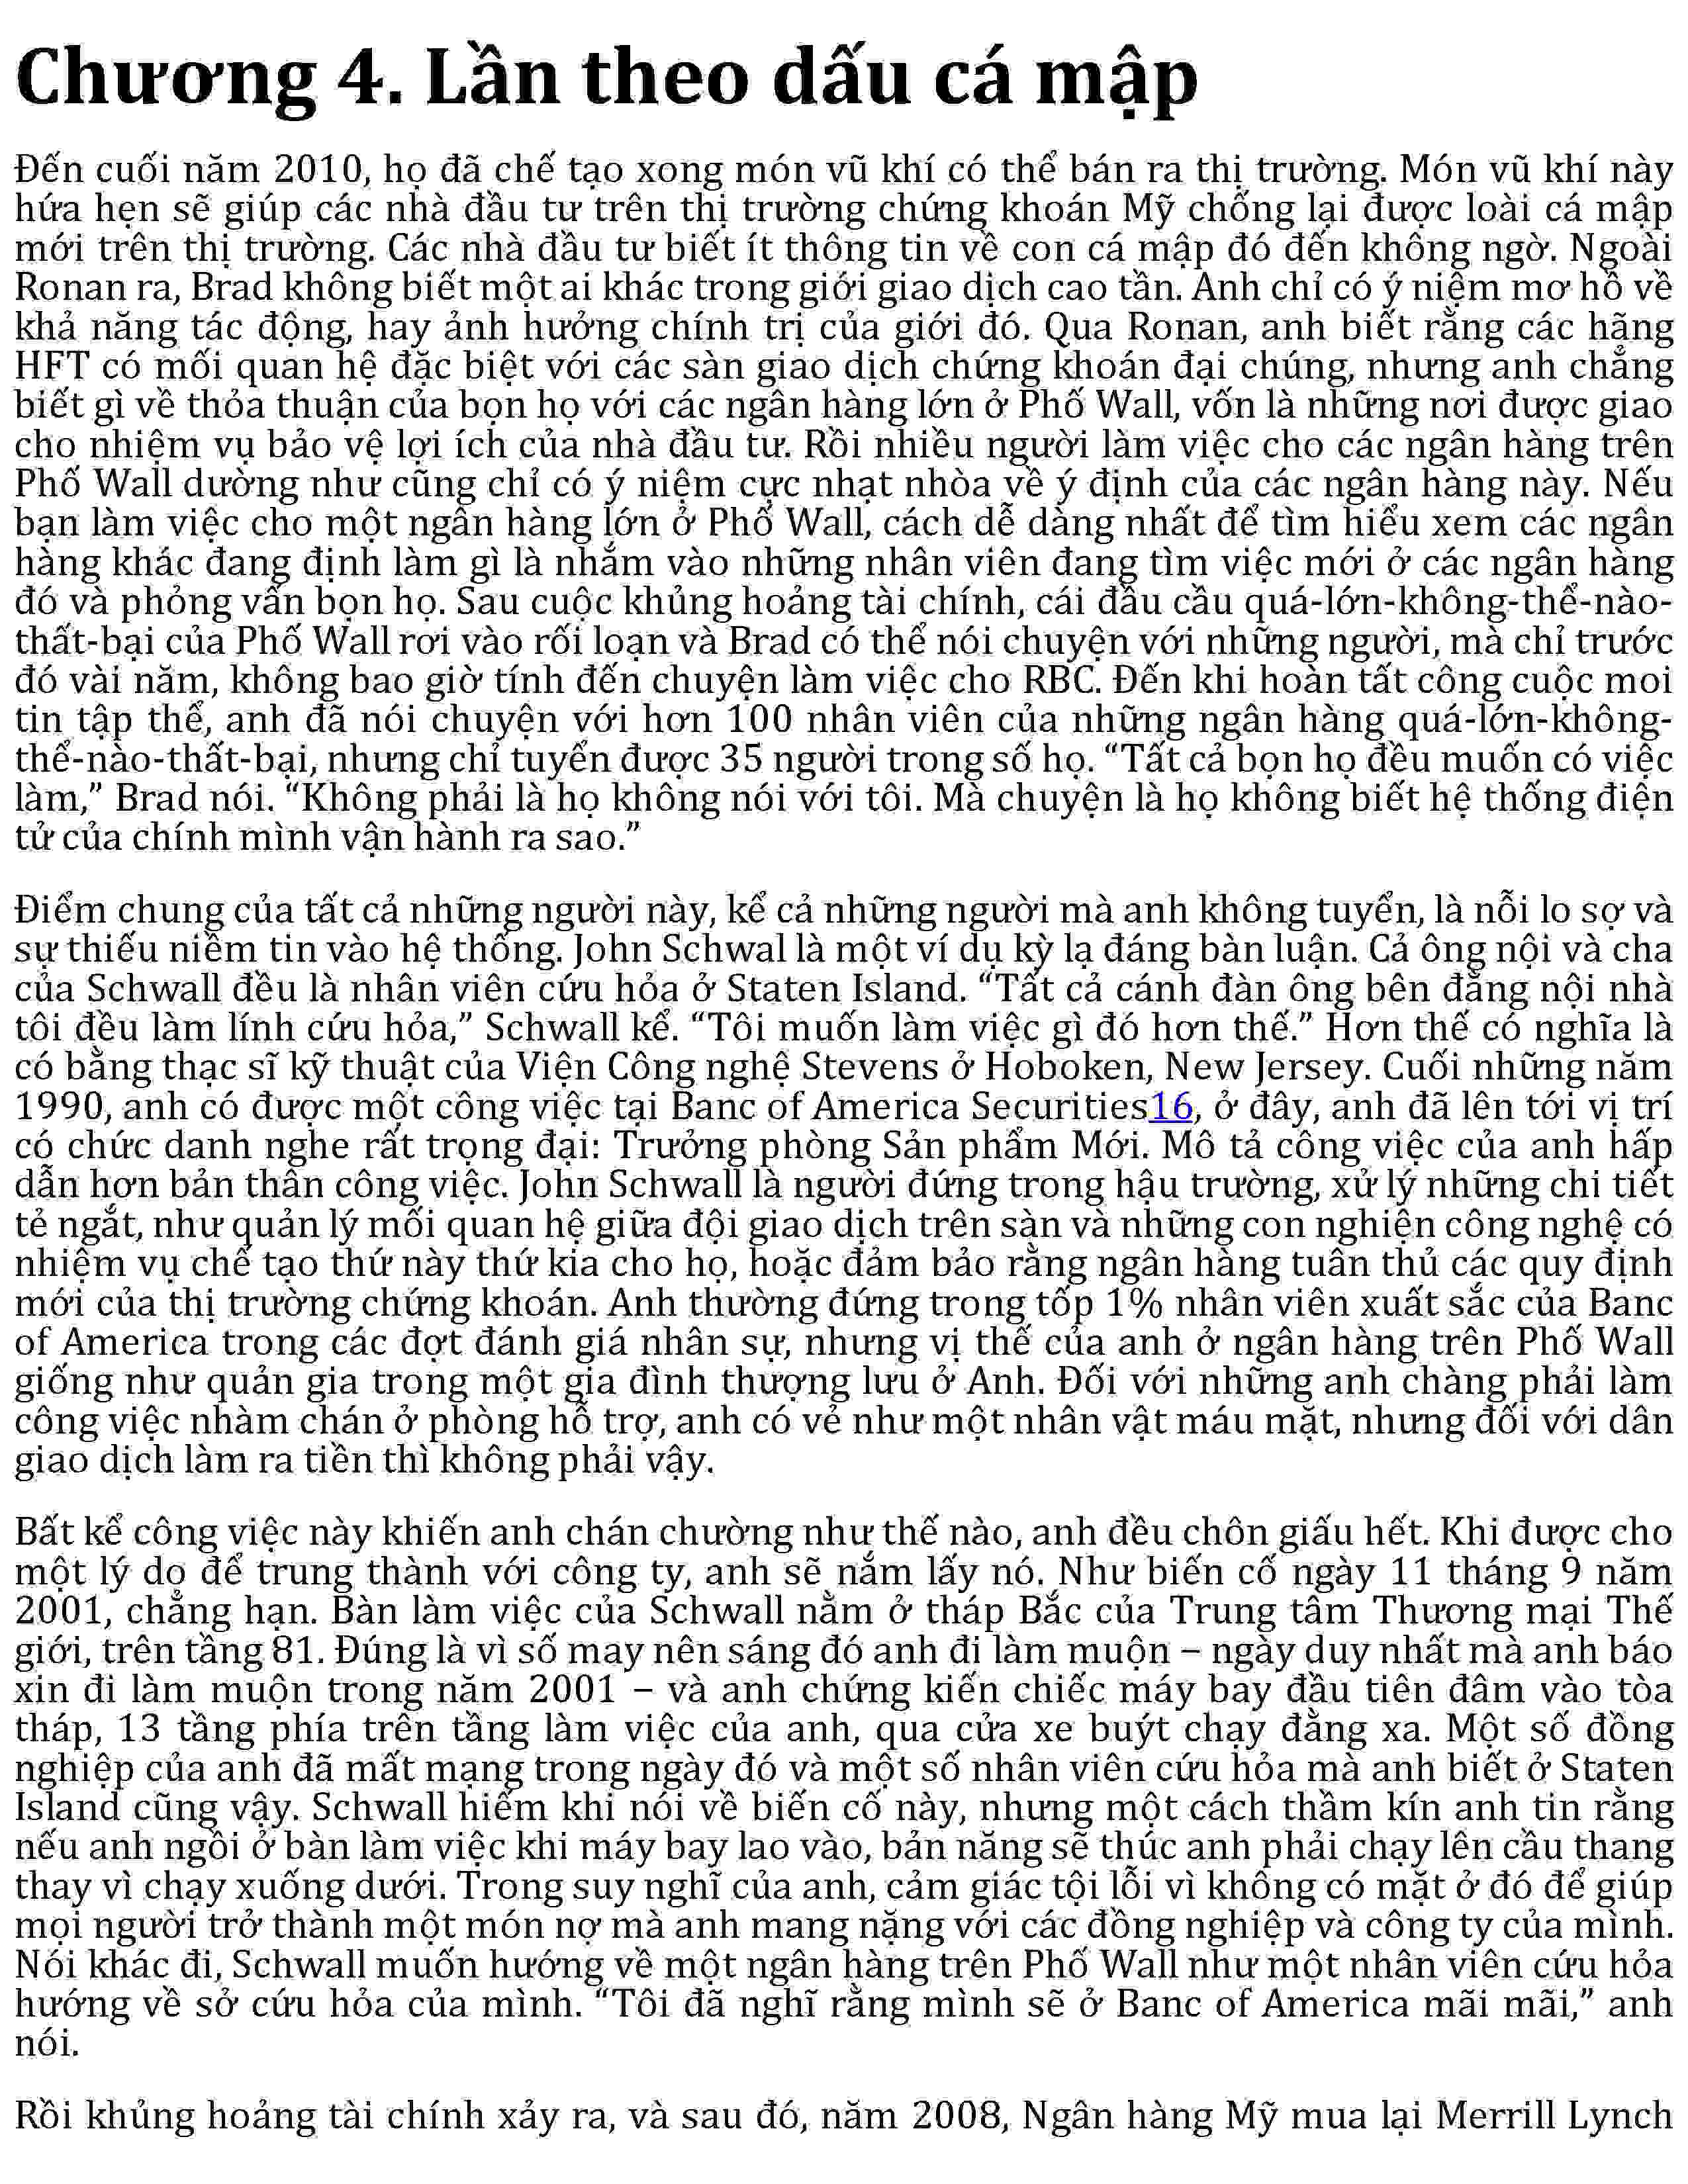 Chương 4. Lần theo dấu cá mập
Đến cuối năm 2010, họ đã chế tạo xong món vũ khí có thể bán ra thị trường. Món vũ khí này
hứa hẹn sẽ giúp các nhà đầu tư trên thị trường chứng khoán Mỹ chống lại được loài cá mập
mới trên thị trường. Các nhà đầu tư biết ít thông tin về con cá mập đó đến không ngờ. Ngoài
Ronan ra, Brad không biết một ai khác trong giới giao dịch cao tần. Anh chỉ có ý niệm mơ hồ về
khả năng tác động, hay ảnh hưởng chính trị của giới đó. Qua Ronan, anh biết rằng các hãng
HFT có mối quan hệ đặc biệt với các sàn giao dịch chứng khoán đại chúng, nhưng anh chẳng
biết gì về thỏa thuận của bọn họ với các ngân hàng lớn ở Phố Wall, vốn là những nơi được giao
cho nhiệm vụ bảo vệ lợi ích của nhà đầu tư. Rồi nhiều người làm việc cho các ngân hàng trên
Phố Wall dường như cũng chỉ có ý niệm cực nhạt nhòa về ý định của các ngân hàng này. Nếu
bạn làm việc cho một ngân hàng lớn ở Phố Wall, cách dễ dàng nhất để tìm hiểu xem các ngân
hàng khác đang định làm gì là nhắm vào những nhân viên đang tìm việc mới ở các ngân hàng
đó và phỏng vấn bọn họ. Sau cuộc khủng hoảng tài chính, cái đầu cầu quá-lớn-không-thể-nào-
thất-bại của Phố Wall rơi vào rối loạn và Brad có thể nói chuyện với những người, mà chỉ trước
đó vài năm, không bao giờ tính đến chuyện làm việc cho RBC. Đến khi hoàn tất công cuộc moi
tin tập thể, anh đã nói chuyện với hơn 100 nhân viên của những ngân hàng quá-lớn-không-
thể-nào-thất-bại, nhưng chỉ tuyển được 35 người trong số họ. “Tất cả bọn họ đều muốn có việc
làm,” Brad nói. “Không phải là họ không nói với tôi. Mà chuyện là họ không biết hệ thống điện
tử của chính mình vận hành ra sao.”
Điểm chung của tất cả những người này, kể cả những người mà anh không tuyển, là nỗi lo sợ và
sự thiếu niềm tin vào hệ thống. John Schwal là một ví dụ kỳ lạ đáng bàn luận. Cả ông nội và cha
của Schwall đều là nhân viên cứu hỏa ở Staten Island. “Tất cả cánh đàn ông bên đằng nội nhà
tôi đều làm lính cứu hỏa,” Schwall kể. “Tôi muốn làm việc gì đó hơn thế.” Hơn thế có nghĩa là
có bằng thạc sĩ kỹ thuật của Viện Công nghệ Stevens ở Hoboken, New Jersey. Cuối những năm
1990, anh có được một công việc tại Banc of America Securities16, ở đây, anh đã lên tới vị trí
có chức danh nghe rất trọng đại: Trưởng phòng Sản phẩm Mới. Mô tả công việc của anh hấp
dẫn hơn bản thân công việc. John Schwall là người đứng trong hậu trường, xử lý những chi tiết
tẻ ngắt, như quản lý mối quan hệ giữa đội giao dịch trên sàn và những con nghiện công nghệ có
nhiệm vụ chế tạo thứ này thứ kia cho họ, hoặc đảm bảo rằng ngân hàng tuân thủ các quy định
mới của thị trường chứng khoán. Anh thường đứng trong tốp 1% nhân viên xuất sắc của Banc
of America trong các đợt đánh giá nhân sự, nhưng vị thế của anh ở ngân hàng trên Phố Wall
giống như quản gia trong một gia đình thượng lưu ở Anh. Đối với những anh chàng phải làm
công việc nhàm chán ở phòng hỗ trợ, anh có vẻ như một nhân vật máu mặt, nhưng đối với dân
giao dịch làm ra tiền thì không phải vậy.
Bất kể công việc này khiến anh chán chường như thế nào, anh đều chôn giấu hết. Khi được cho
một lý do để trung thành với công ty, anh sẽ nắm lấy nó. Như biến cố ngày 11 tháng 9 năm
2001, chẳng hạn. Bàn làm việc của Schwall nằm ở tháp Bắc của Trung tâm Thương mại Thế
giới, trên tầng 81. Đúng là vì số may nên sáng đó anh đi làm muộn – ngày duy nhất mà anh báo
xin đi làm muộn trong năm 2001 – và anh chứng kiến chiếc máy bay đầu tiên đâm vào tòa
tháp, 13 tầng phía trên tầng làm việc của anh, qua cửa xe buýt chạy đằng xa. Một số đồng
nghiệp của anh đã mất mạng trong ngày đó và một số nhân viên cứu hỏa mà anh biết ở Staten
Island cũng vậy. Schwall hiếm khi nói về biến cố này, nhưng một cách thầm kín anh tin rằng
nếu anh ngồi ở bàn làm việc khi máy bay lao vào, bản năng sẽ thúc anh phải chạy lên cầu thang
thay vì chạy xuống dưới. Trong suy nghĩ của anh, cảm giác tội lỗi vì không có mặt ở đó để giúp
mọi người trở thành một món nợ mà anh mang nặng với các đồng nghiệp và công ty của mình.
Nói khác đi, Schwall muốn hướng về một ngân hàng trên Phố Wall như một nhân viên cứu hỏa
hướng về sở cứu hỏa của mình. “Tôi đã nghĩ rằng mình sẽ ở Banc of America mãi mãi,” anh
nói.
Rồi khủng hoảng tài chính xảy ra, và sau đó, năm 2008, Ngân hàng Mỹ mua lại Merrill Lynch